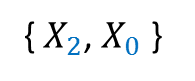 { X₂, X₀ }